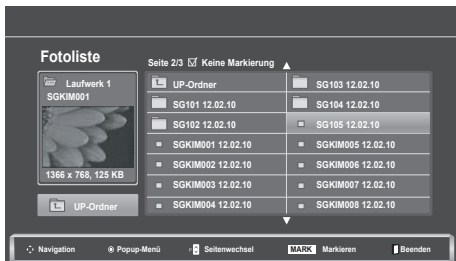 Fotoliste
Seite 2/3 Keine Markierung
Laufwerk 1
SGKIM001
1366 x 768, 125 KB
UP-Ordner
UP-Ordner
SG101 12.02.10
SG102 12.02.10
SGKIM001 12.02.10
SGKIM002 12.02.10
SGKIM003 12.02.10
SGKIM004 12.02.10
SG103 12.02.10
SG104 12.02.10
SG105 12.02.10
SGKIM005 12.02.10
SGKIM006 12.02.10
SGKIM007 12.02.10
SGKIM008 12.02.10
Navigation Popup-Menü Seitenwechsel MARK Markieren Beenden